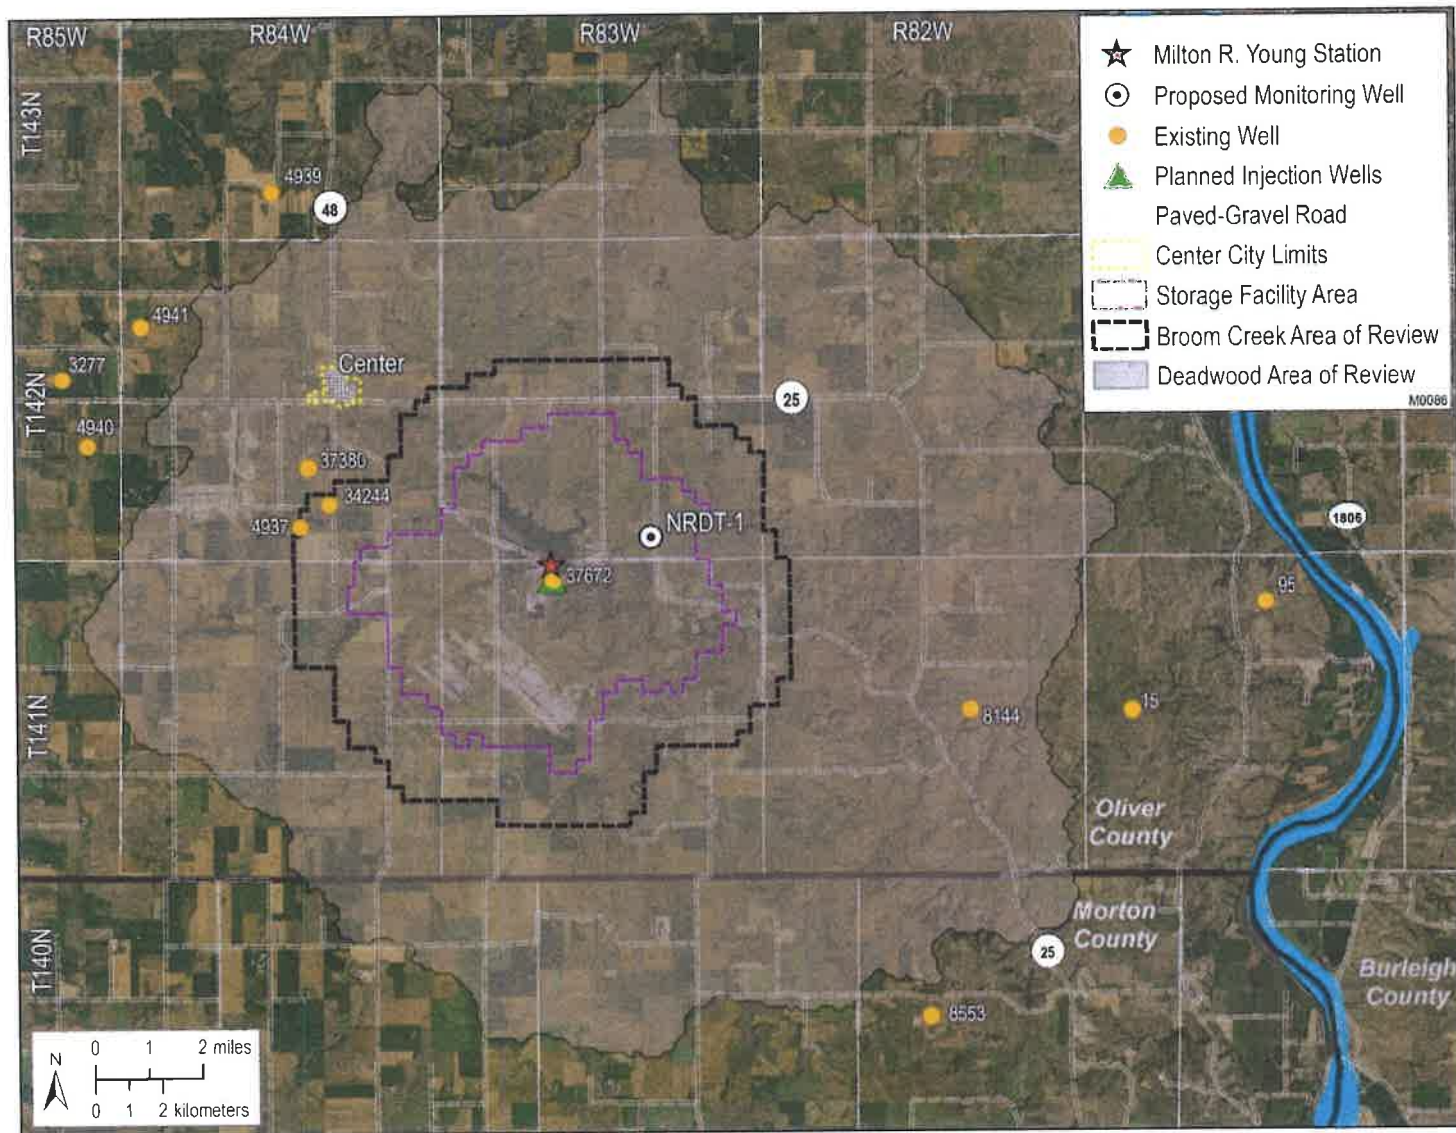 R85W
R84W
R83W
R82W
T143N
T142N
T141N
T140N
Milton R. Young Station
Proposed Monitoring Well
Existing Well
Planned Injection Wells
Paved-Gravel Road
Center City Limits
Storage Facility Area
Broom Creek Area of Review
Deadwood Area of Review
M0086
4939
48
4941
3277
4940
Center
25
37380
34244
4937
NRDT-1
37672
1806
95
15
8144
Oliver
County
Morton
County
25
Burleigh
County
8553
N
0 1 2 miles
0 1 2 kilometers